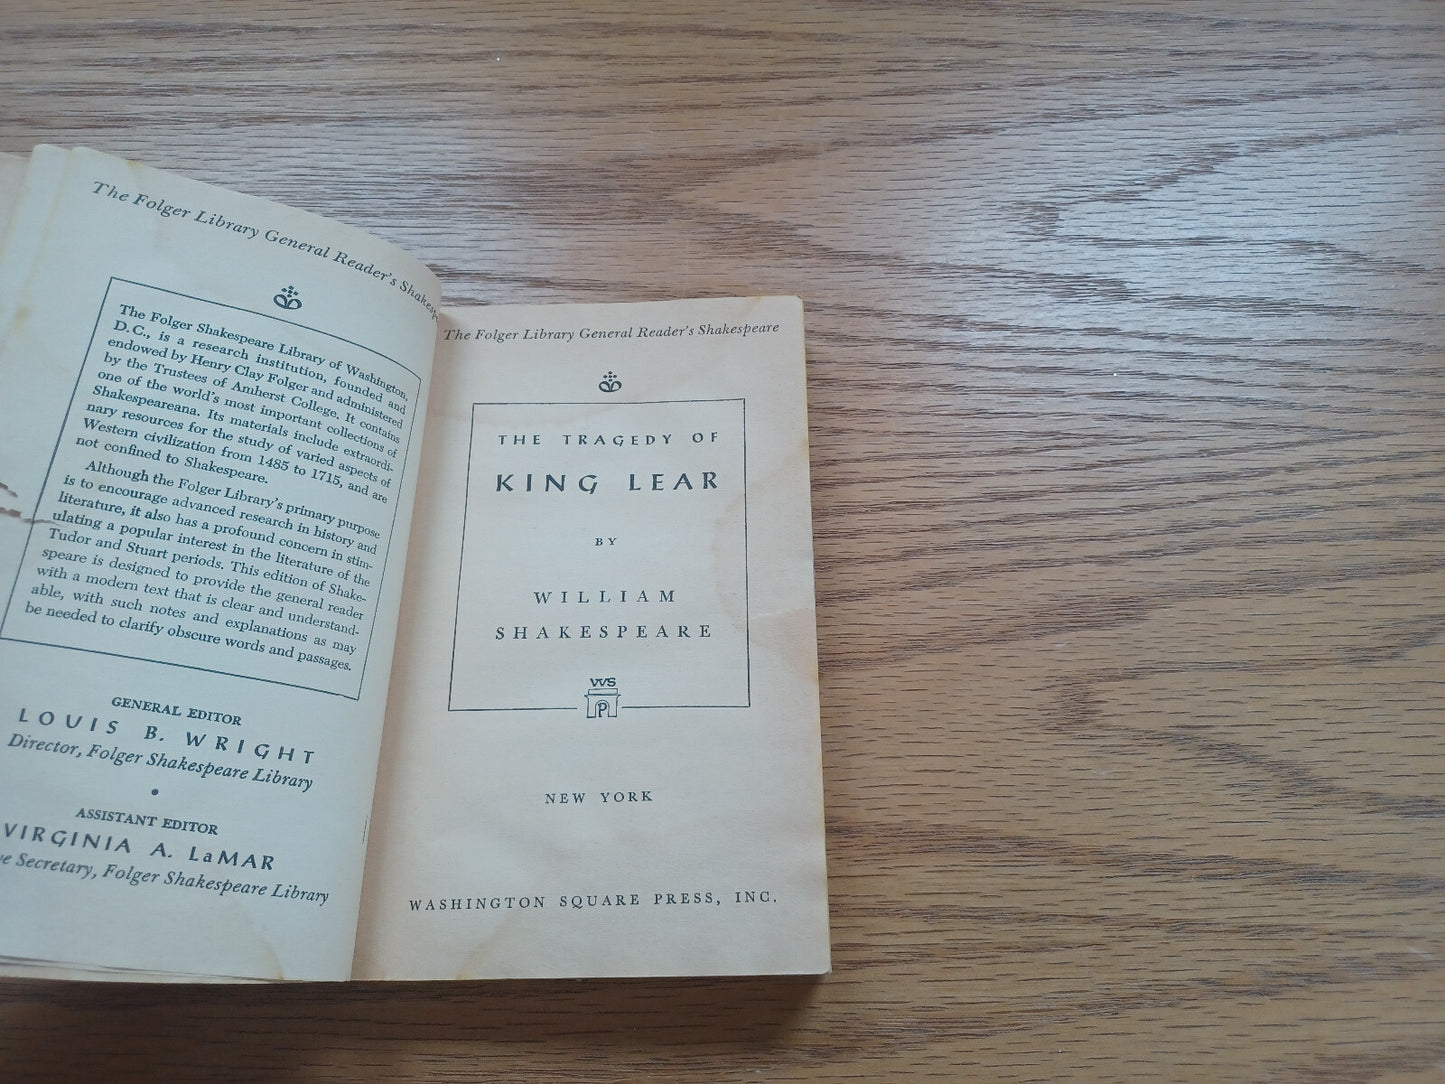 The Folger Library General Reader's
The Folger Shakespeare Library of Washington,
D. C., is a research institution, founded and
endowed by Henry Clay Folger and administered
by the Trustees of Amherst College. It contains
one of the world's most important collections of
Shakespeareana. Its materials include extraordi-
nary resources for the study of varied aspects of
Western civilization from 1485 to 1715, and are
not confined to Shakespeare.
Although the Folger Library's primary purpose
is to encourage advanced research in history and
literature, it also has a profound concern in stim-
ulating a popular interest in the literature of the
Tudor and Stuart periods. This edition of Shake-
speare is designed to provide the general reader
with a modern text that is clear and understand-
able, with such notes and explanations as may
be needed to clarify obscure words and passages.
GENERAL EDITOR
LOUIS B. WRIGHT
Director, Folger Shakespeare Library
ASSISTANT EDITOR
VIRGINIA A. LaMAR
Secretary, Folger Shakespeare Library
The Folger Library General Reader's Shakespeare
THE TRAGEDY OF
KING LEAR
BY
WILLIAM
SHAKESPEARE
WS
P
NEW YORK
WASHINGTON SQUARE PRESS, INC.